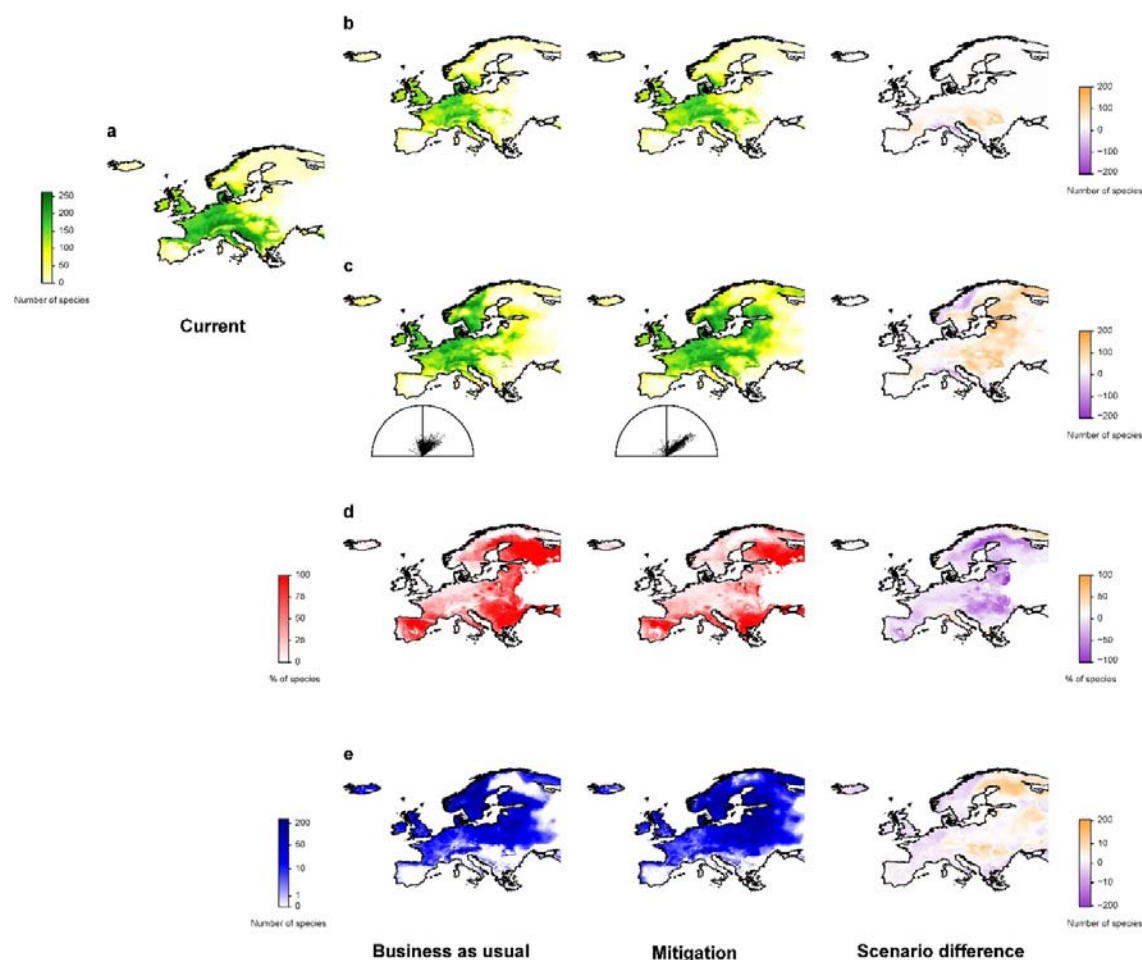 b
200
100
0
−100
−200
Number of species
a
250
200
150
100
50
0
Number of species
Current
c
200
100
0
−100
−200
Number of species
d
100
75
50
25
0
% of species
100
50
0
−50
−100
% of species
e
200
50
10
1
0
Number of species
200
10
0
−10
−200
Number of species
Business as usual
Mitigation
Scenario difference